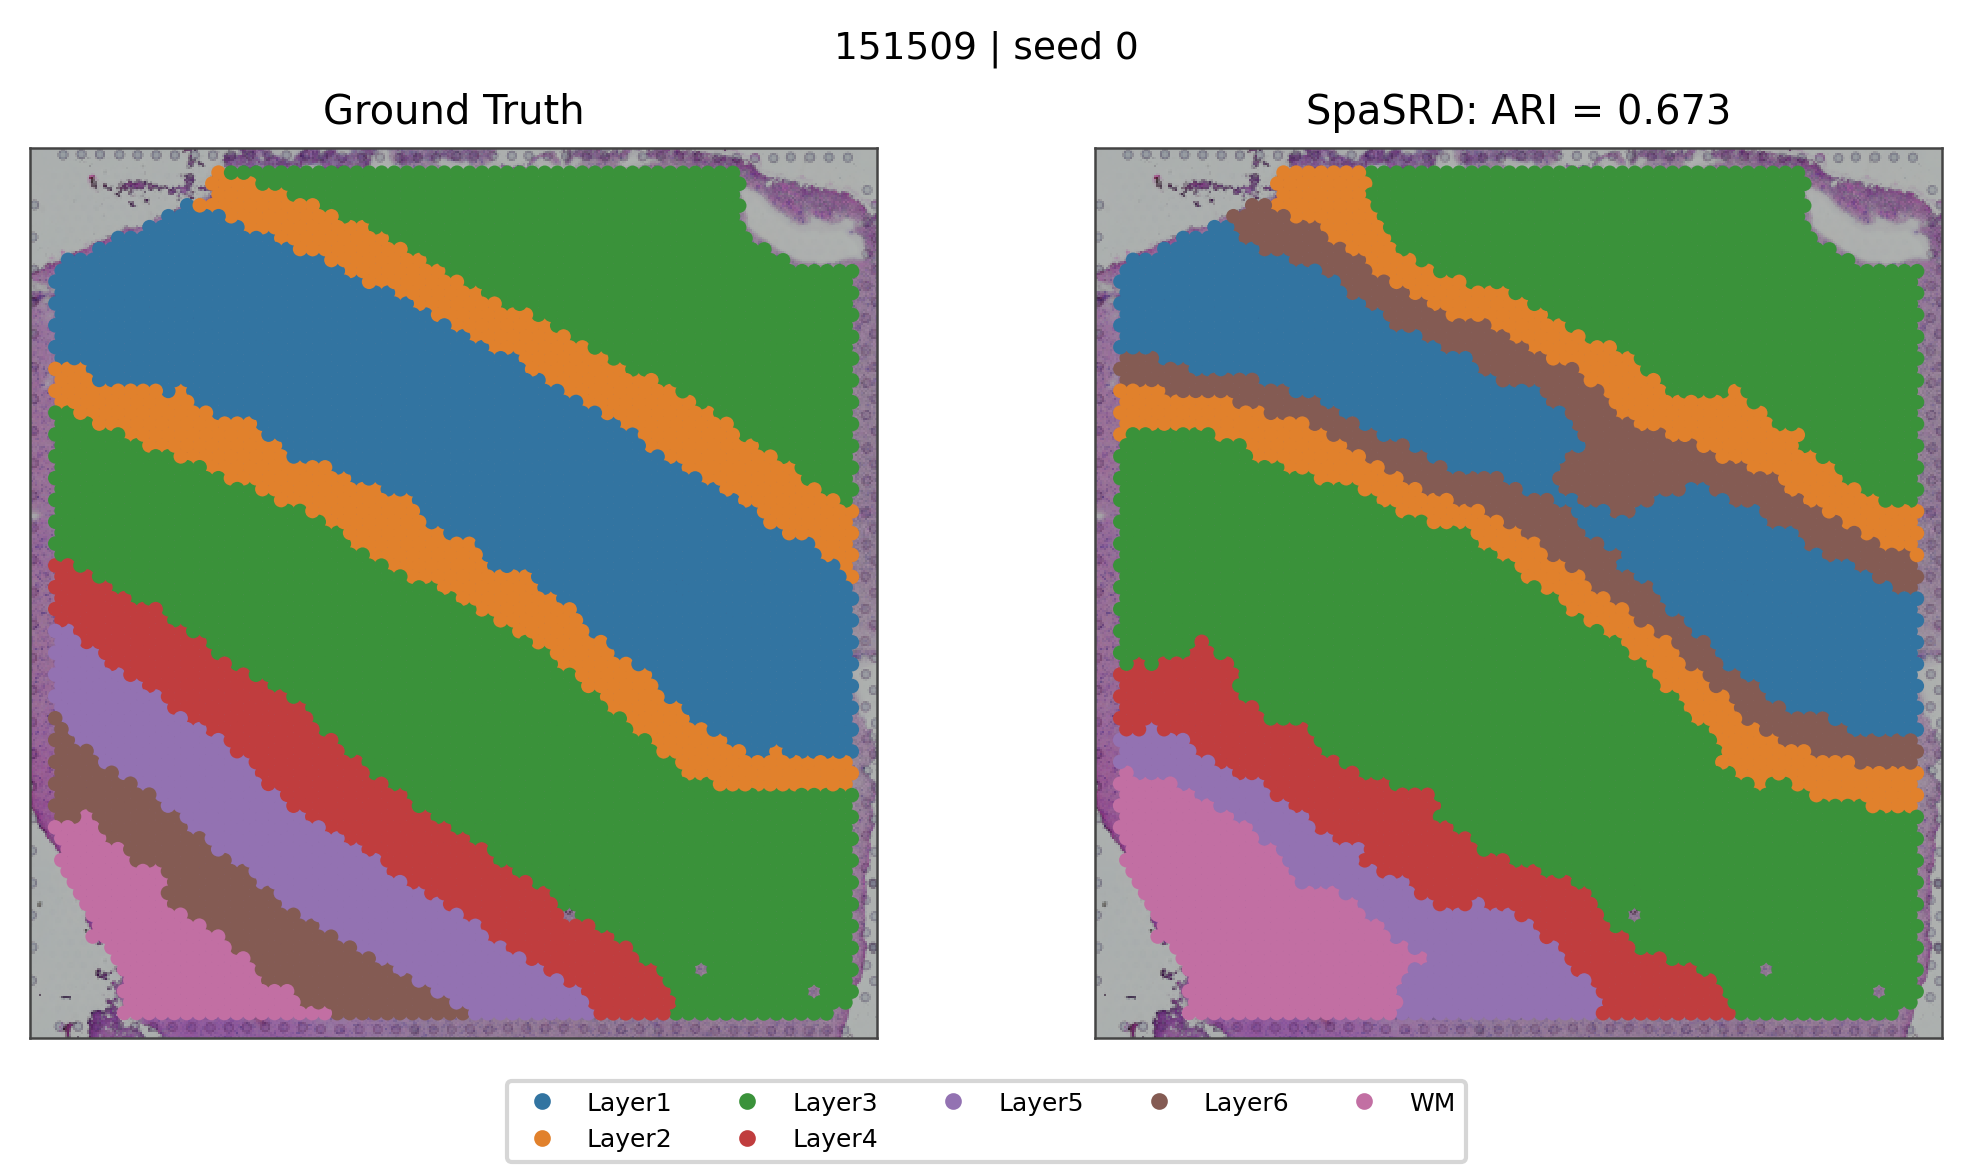 151509 | seed 0
Ground Truth
SpaSRD: ARI = 0.673
Layer1
Layer3
Layer5
Layer6
WM
Layer2
Layer4